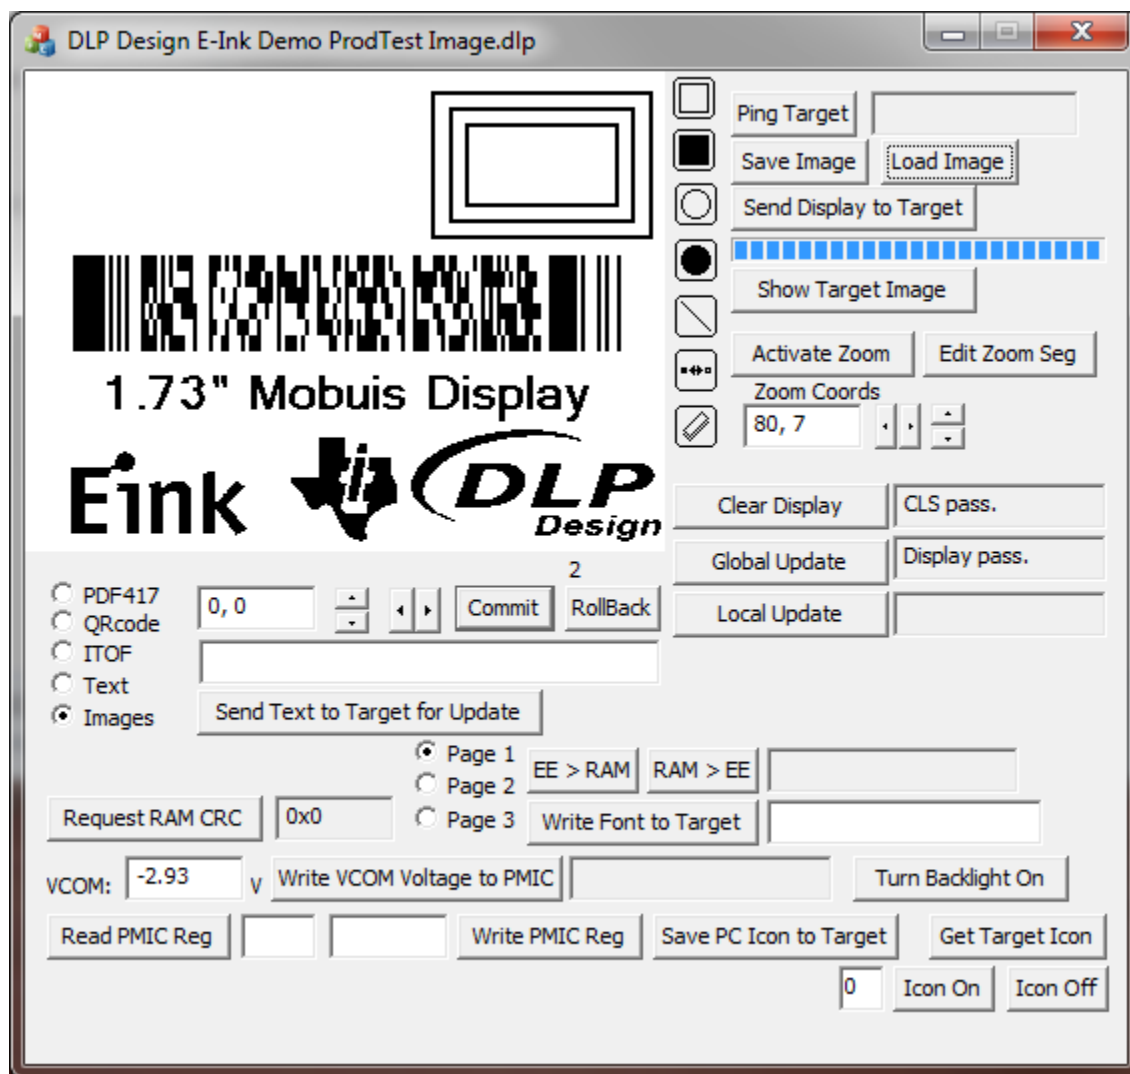 DLP Design E-Ink Demo ProdTest Image.dlp
Ping Target
Save Image Load Image
Send Display to Target
Show Target Image
Activate Zoom Edit Zoom Seg
Zoom Coords
80, 7
1.73" Mobuis Display
Eink
DLP
Design
Clear Display CLS pass.
Global Update Display pass.
Local Update
2
PDF417
QRcode
ITOF
Text
Images
0, 0
Commit RollBack
Send Text to Target for Update
Page 1
Page 2
Page 3
EE > RAM RAM > EE
Request RAM CRC 0x0
Write Font to Target
VCOM: -2.93 V Write VCOM Voltage to PMIC Turn Backlight On
Read PMIC Reg Write PMIC Reg Save PC Icon to Target Get Target Icon
0 Icon On Icon Off